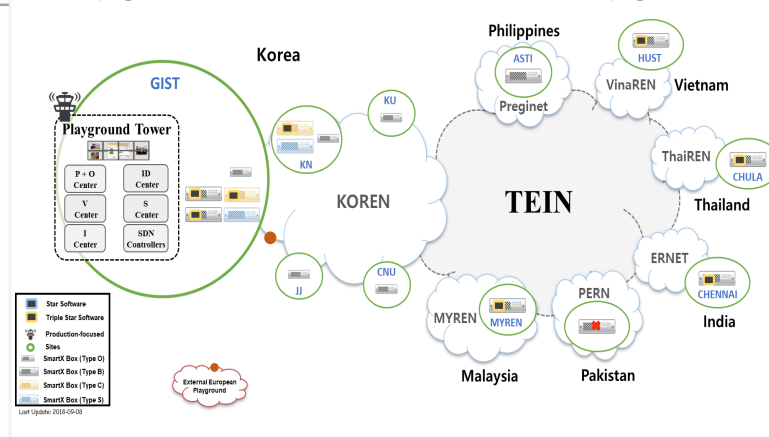 Philippines
ASTI
Preginet
HUST
VinaREN
Vietnam
Korea
GIST
Playground Tower
P + O
Center
ID
Center
V
Center
S
Center
I
Center
SDN
Controllers
KN
KU
KOREN
JJ
CNU
TEIN
ThaiREN
CHULA
Thailand
ERNET
CHENNAI
India
PERN
Pakistan
MYREN
MYREN
Malaysia
Star Software
Triple Star Software
Production-focused
Sites
SmartX Box (Type O)
SmartX Box (Type B)
SmartX Box (Type C)
SmartX Box (Type S)
Last Update: 2018-09-08
External European
Playground